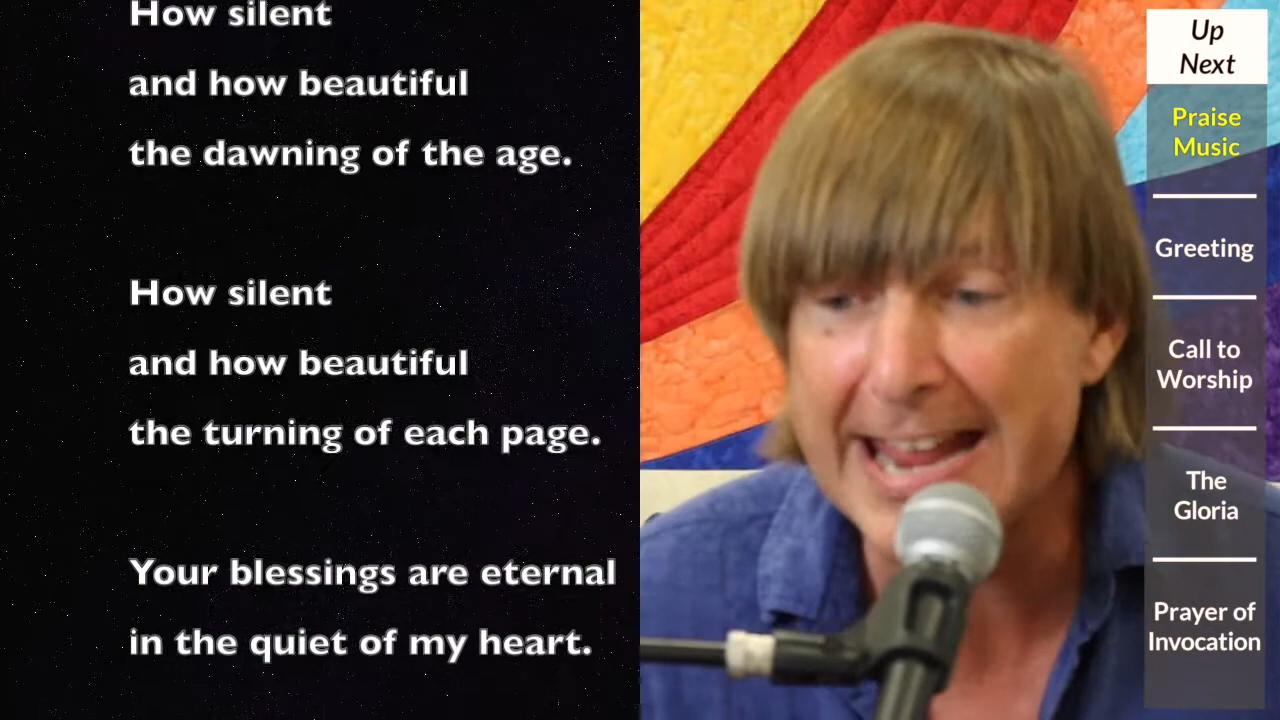 How silent
and how beautiful
the dawning of the age.
How silent
and how beautiful
the turning of each page.
Your blessings are eternal
in the quiet of my heart.
Up
Next
Praise
Music
Greeting
Call to
Worship
The
Gloria
Prayer of
Invocation